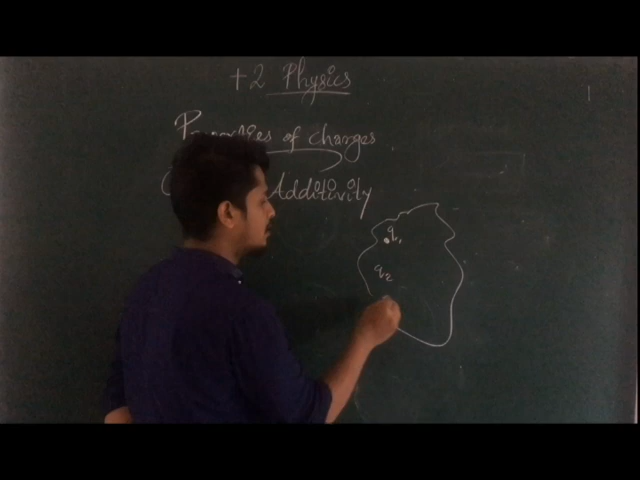 +2 Physics
Properties of charges
Additivity
q1
q2